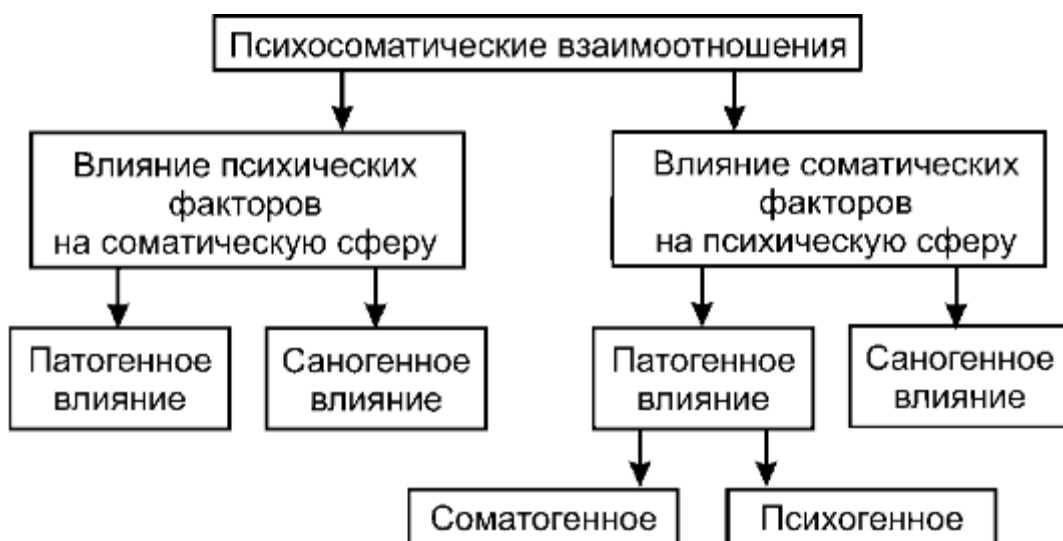 Психосоматические взаимоотношения
Влияние психических
факторов
на соматическую сферу
Влияние соматических
факторов
на психическую сферу
Патогенное
влияние
Саногенное
влияние
Патогенное
влияние
Саногенное
влияние
Соматогенное
Психогенное